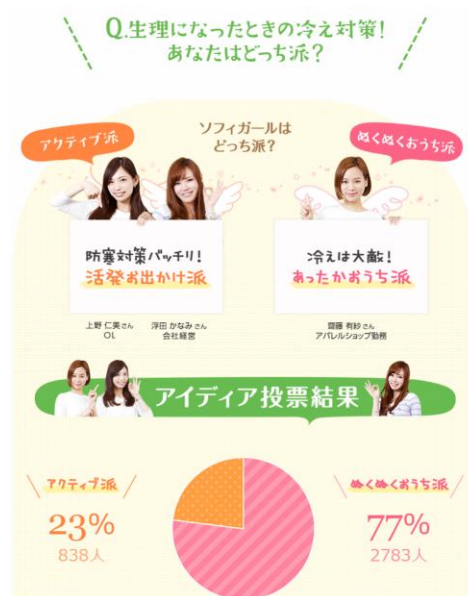 Q.生理になったときの冷え対策!
あなたはどっち派?
アクティブ派
ソフィガールは
どっち派?
ぬくぬくおうち派
防寒対策バッチリ!
活発お出かけ派
冷えは大敵!
あったかおうち派
上野 仁美さん
OL
浮田 かなみさん
会社経営
齋藤 有紗さん
アパレルショップ勤務
アイディア投票結果
アクティブ派
23%
838人
ぬくぬくおうち派
77%
2783人